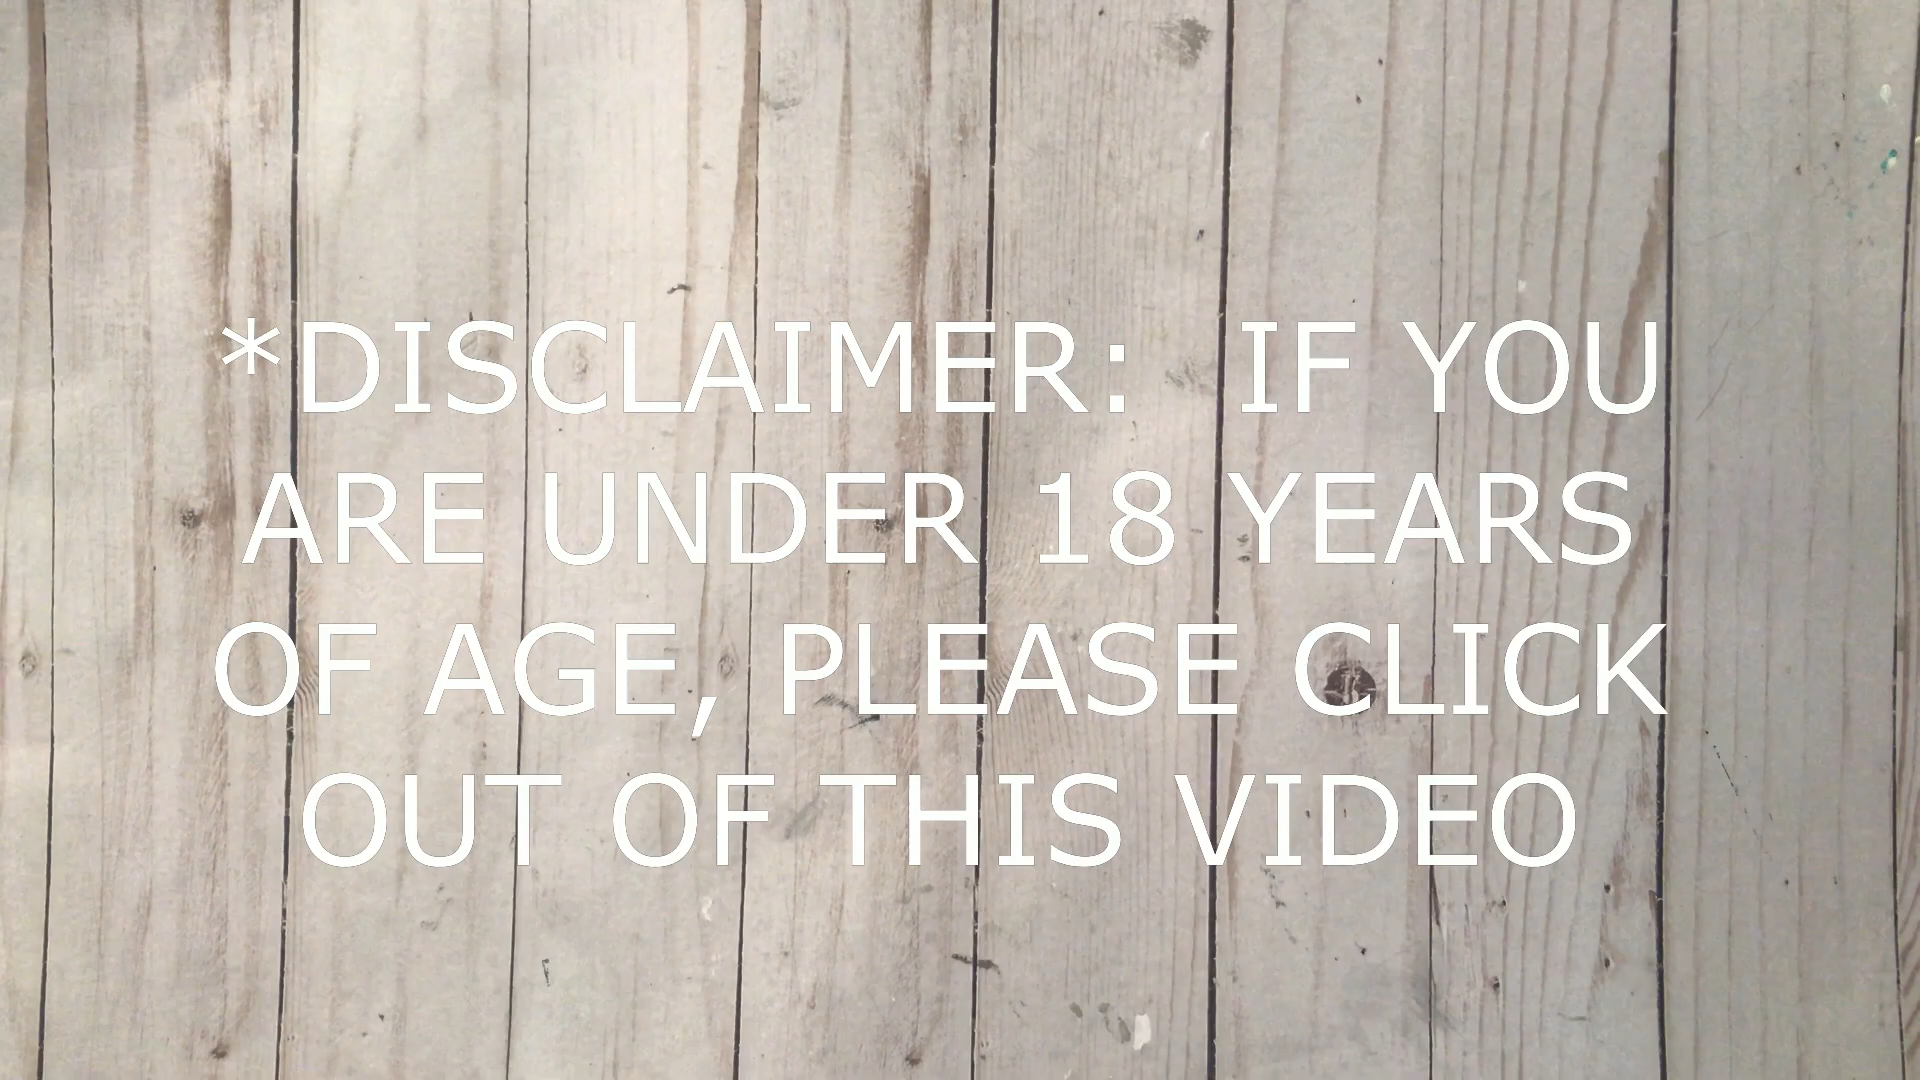 *DISCLAIMER:  IF YOU
ARE UNDER 18 YEARS
OF AGE, PLEASE CLICK
OUT OF THIS VIDEO